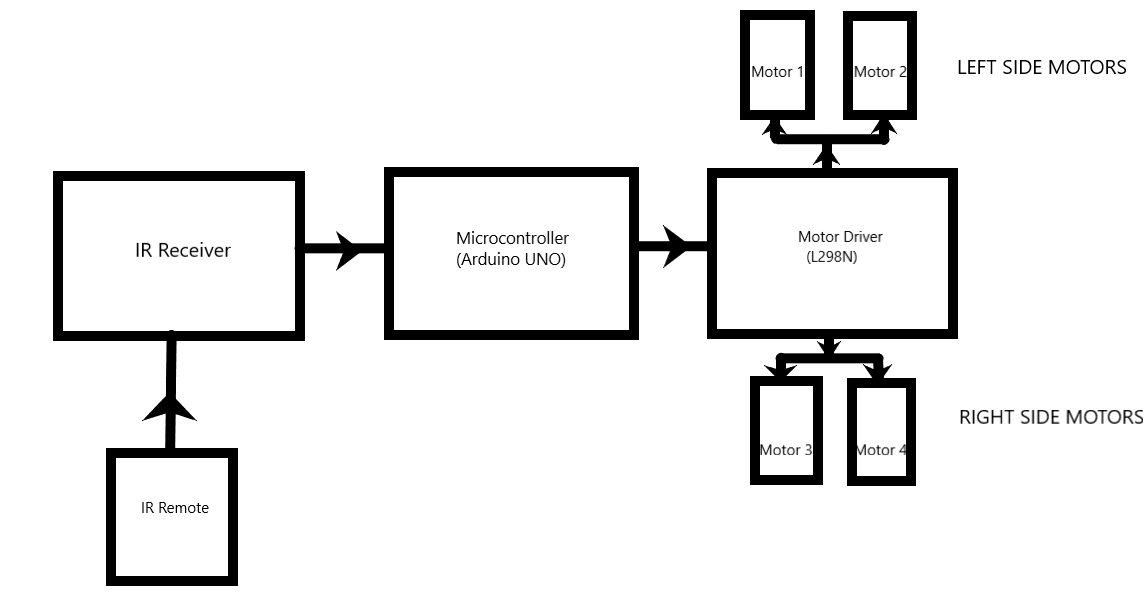 Motor 1
Motor 2
LEFT SIDE MOTORS
IR Receiver
Microcontroller
(Arduino UNO)
Motor Driver
(L298N)
Motor 3
Motor 4
RIGHT SIDE MOTORS
IR Remote